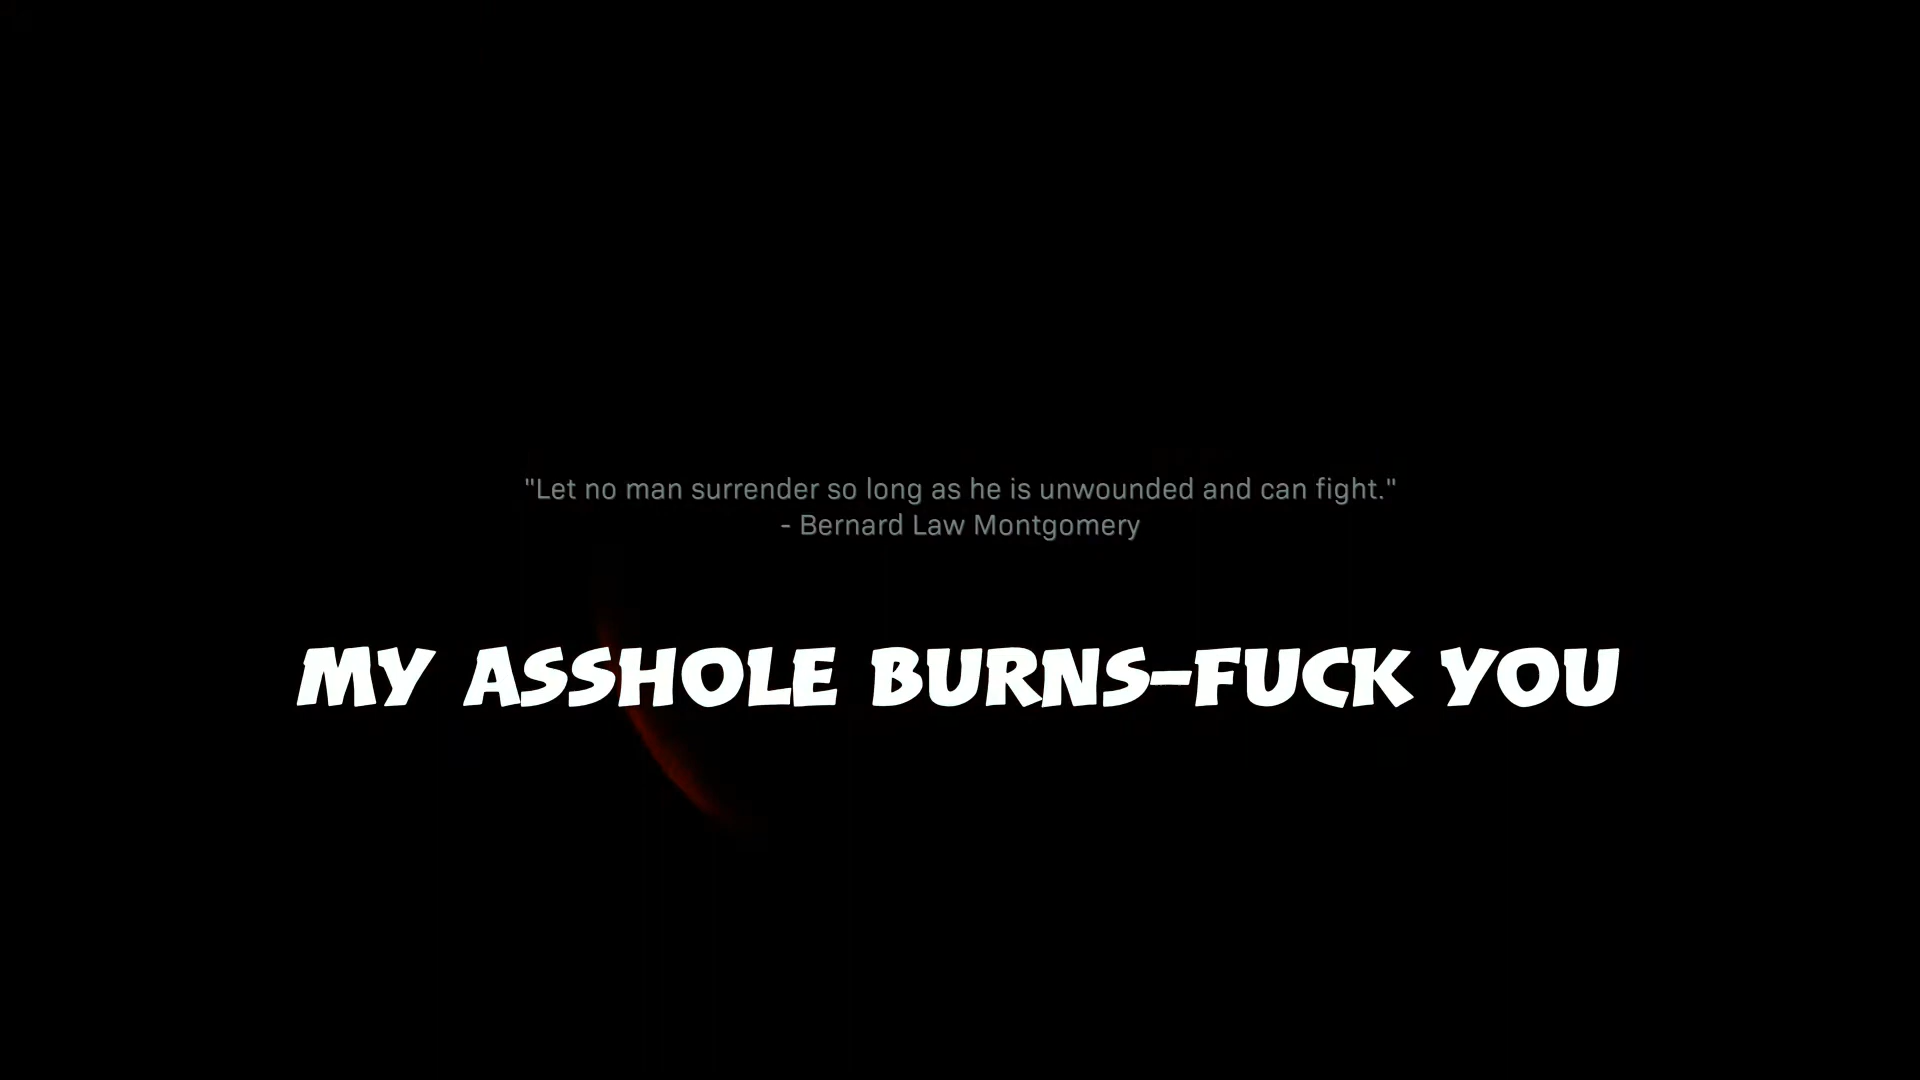 "Let no man surrender so long as he is unwounded and can fight."
- Bernard Law Montgomery
MY ASSHOLE BURNS-FUCK YOU